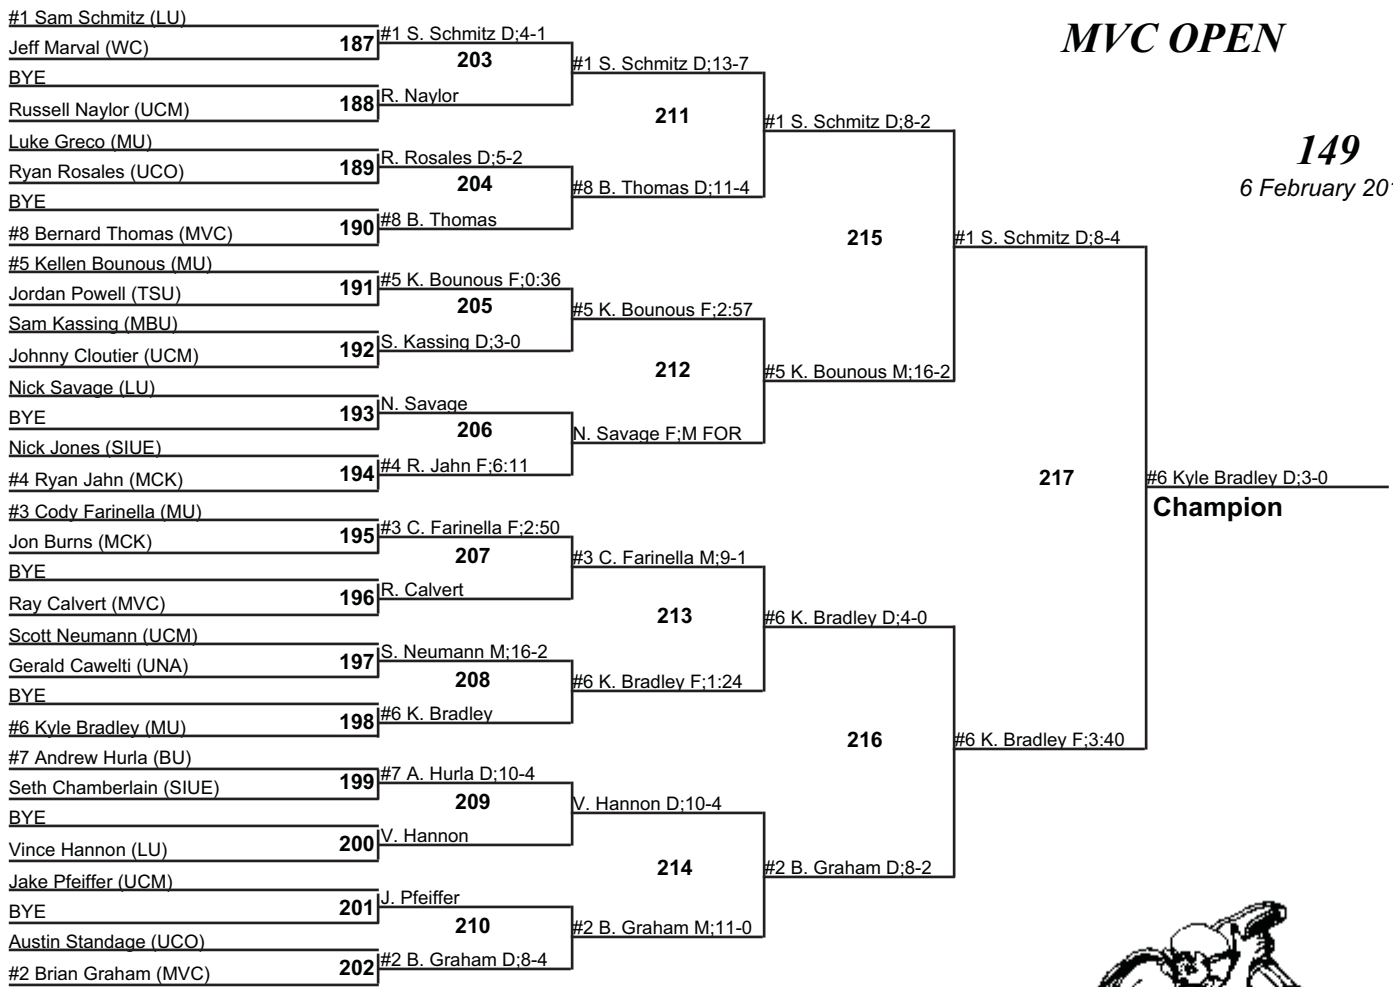 MVC OPEN
149
6 February 201
#1 Sam Schmitz (LU)
Jeff Marval (WC)
BYE
Russell Naylor (UCM)
Luke Greco (MU)
Ryan Rosales (UCO)
BYE
#8 Bernard Thomas (MVC)
#5 Kellen Bounous (MU)
Jordan Powell (TSU)
Sam Kassing (MBU)
Johnny Cloutier (UCM)
Nick Savage (LU)
BYE
Nick Jones (SIUE)
#4 Ryan Jahn (MCK)
#3 Cody Farinella (MU)
Jon Burns (MCK)
BYE
Ray Calvert (MVC)
Scott Neumann (UCM)
Gerald Cawelti (UNA)
BYE
#6 Kyle Bradley (MU)
#7 Andrew Hurla (BU)
Seth Chamberlain (SIUE)
BYE
Vince Hannon (LU)
Jake Pfeiffer (UCM)
BYE
Austin Standage (UCO)
#2 Brian Graham (MVC)
187
188
189
190
191
192
193
194
195
196
197
198
199
200
201
202
#1 S. Schmitz D;4-1
203
R. Naylor
R. Rosales D;5-2
204
#8 B. Thomas
#5 K. Bounous F;0:36
205
S. Kassing D;3-0
N. Savage
206
#4 R. Jahn F;6:11
#3 C. Farinella F;2:50
207
R. Calvert
S. Neumann M;16-2
208
#6 K. Bradley
#7 A. Hurla D;10-4
209
V. Hannon
J. Pfeiffer
210
#2 B. Graham D;8-4
#1 S. Schmitz D;13-7
211
#8 B. Thomas D;11-4
#5 K. Bounous F;2:57
212
N. Savage F;M FOR
#3 C. Farinella M;9-1
213
#6 K. Bradley F;1:24
V. Hannon D;10-4
214
#2 B. Graham M;11-0
#1 S. Schmitz D;8-2
215
#5 K. Bounous M;16-2
#6 K. Bradley D;4-0
216
#2 B. Graham D;8-2
#1 S. Schmitz D;8-4
217
#6 K. Bradley F;3:40
#6 Kyle Bradley D;3-0
Champion